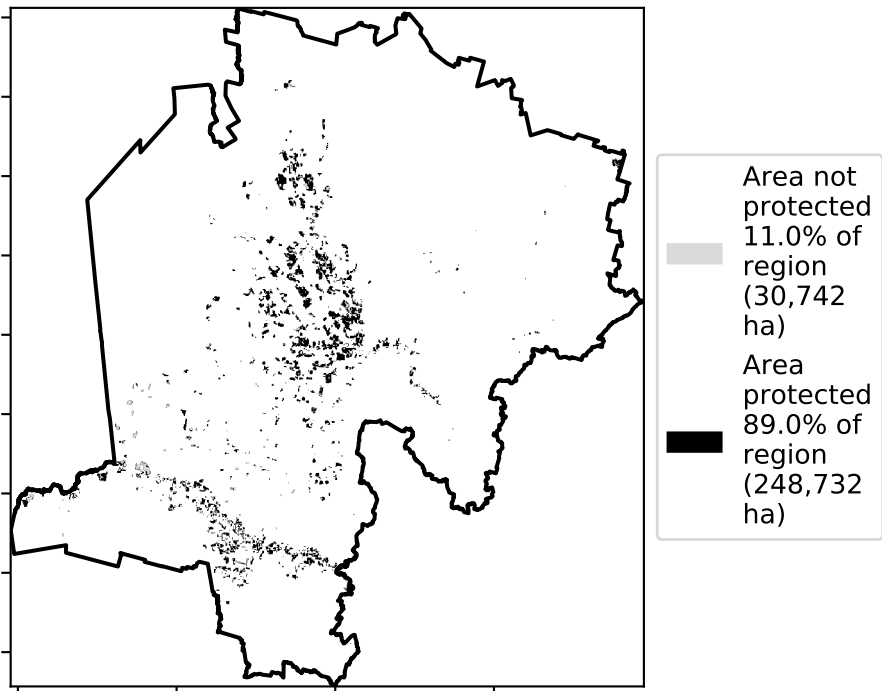 Area not
protected
11.0% of
region
(30,742
ha)
Area
protected
89.0% of
region
(248,732
ha)